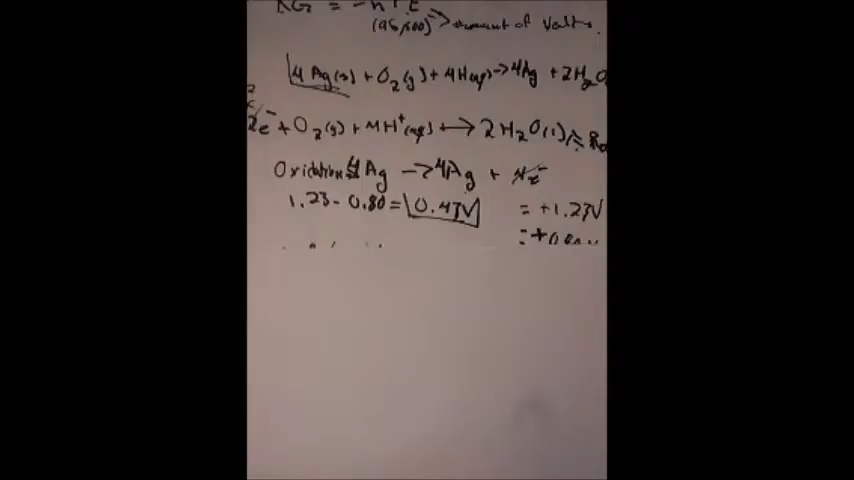 = -nFE
(96,500) -> amount of Volts.
4Ag(s) + O2(g) + 4H(aq) -> 4Ag + 2H2O
2e- + O2(g) + 4H+(aq) -> 2H2O(l)
Oxidation 4Ag -> 4Ag + 4e-
1.23 - 0.80 = 0.43V = +1.23V